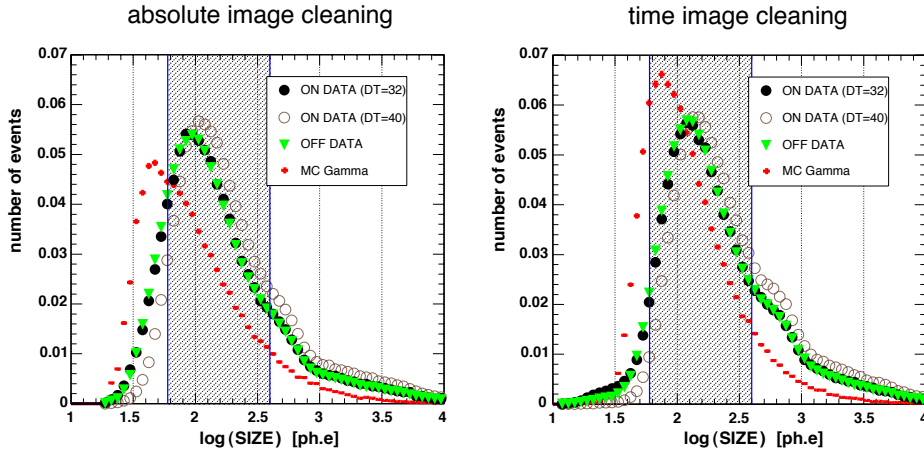 absolute image cleaning
number of events
0.07
0.06
0.05
0.04
0.03
0.02
0.01
0
ON DATA (DT=32)
ON DATA (DT=40)
OFF DATA
MC Gamma
1 1.5 2 2.5 3 3.5 4
log(SIZE) [ph.e]
time image cleaning
number of events
0.07
0.06
0.05
0.04
0.03
0.02
0.01
0
ON DATA (DT=32)
ON DATA (DT=40)
OFF DATA
MC Gamma
1 1.5 2 2.5 3 3.5 4
log(SIZE) [ph.e]